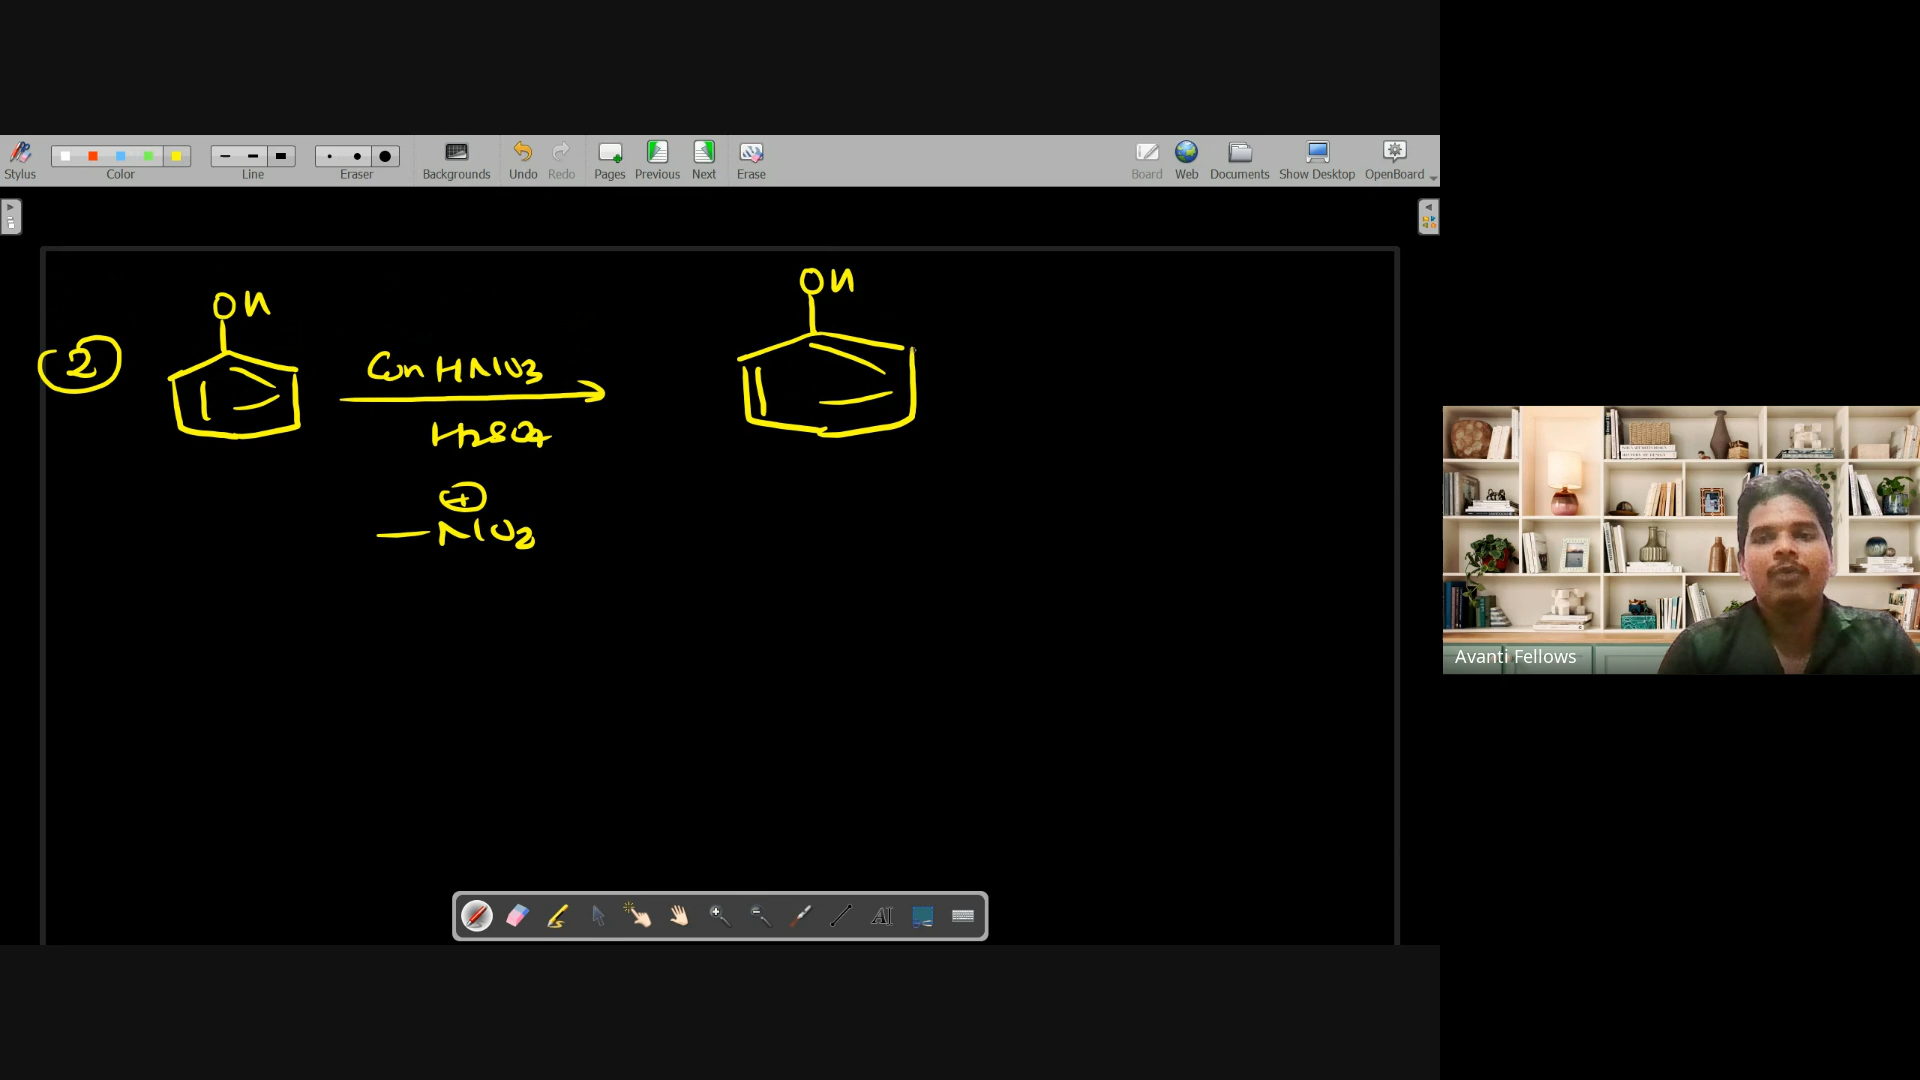 Stylus
Color
Line
Eraser
Backgrounds
Undo
Redo
Pages
Previous
Next
Erase
Board
Web
Documents
Show Desktop
OpenBoard
OH
OH
2
Con HNO3
H2SO4
+
— NO2
Avanti Fellows
AI